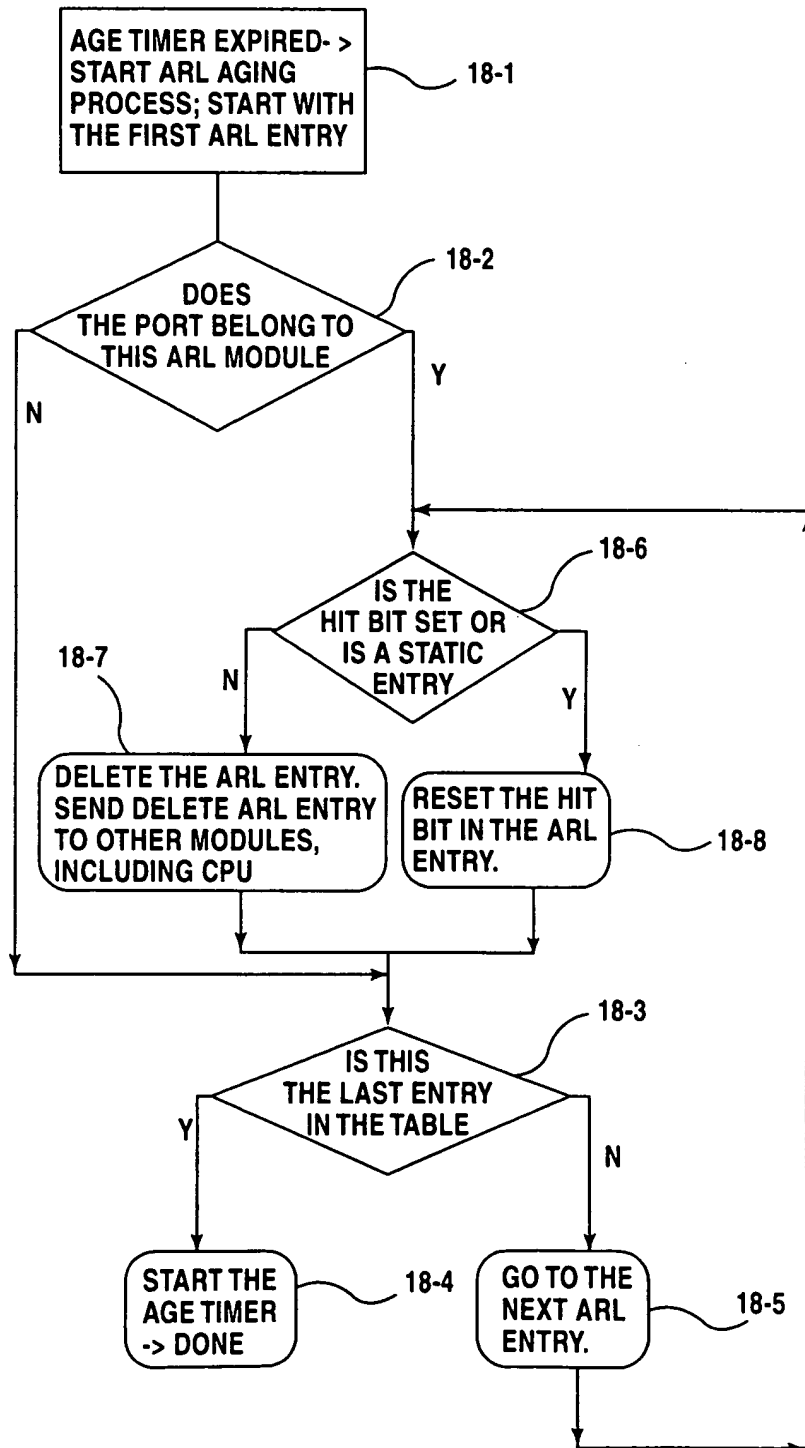 AGE TIMER EXPIRED- >
START ARL AGING
PROCESS; START WITH
THE FIRST ARL ENTRY
18-1
18-2
DOES
THE PORT BELONG TO
THIS ARL MODULE
N
Y
18-6
IS THE
HIT BIT SET OR
IS A STATIC
ENTRY
18-7
N
Y
DELETE THE ARL ENTRY.
SEND DELETE ARL ENTRY
TO OTHER MODULES,
INCLUDING CPU
RESET THE HIT
BIT IN THE ARL
ENTRY.
18-8
18-3
IS THIS
THE LAST ENTRY
IN THE TABLE
Y
N
START THE
AGE TIMER
-> DONE
18-4
GO TO THE
NEXT ARL
ENTRY.
18-5